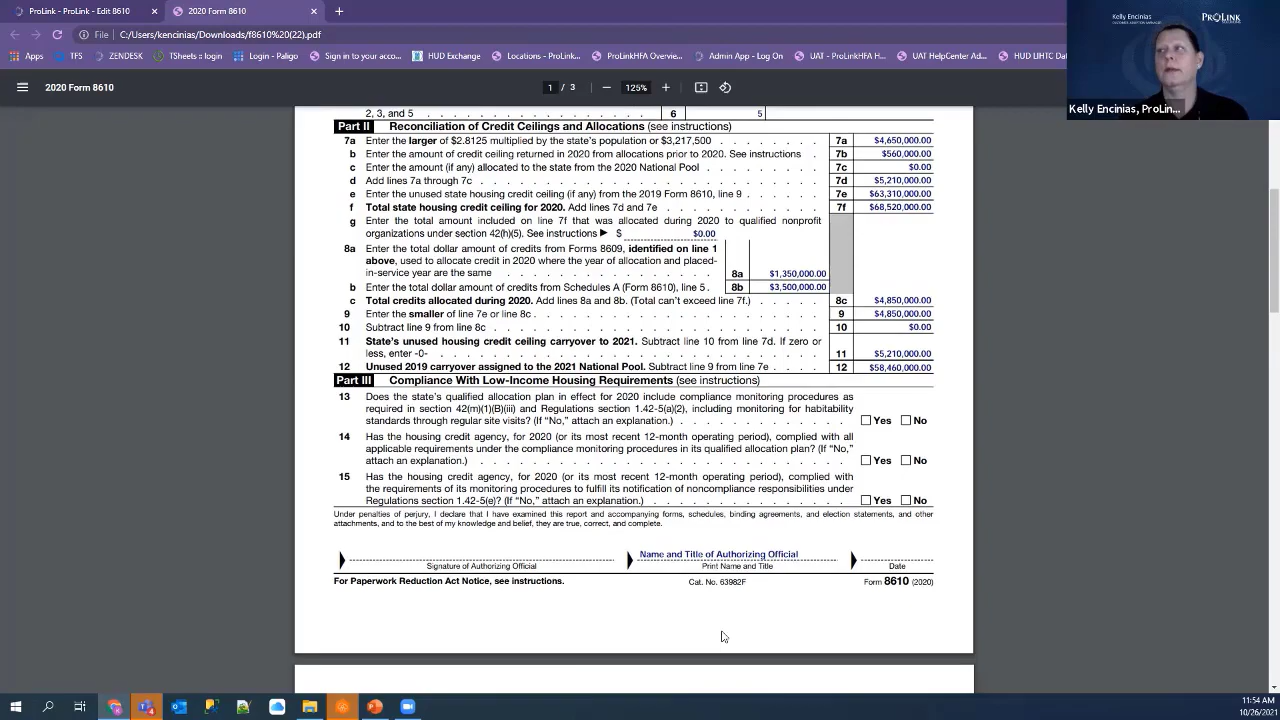 ProLink - ProLink - Edit 8610
2020 Form 8610
File | C:/Users/kencinias/Downloads/f8610%20(22).pdf
Apps TFS ZENDESK TSheets :: login Login - Paligo Sign in to your acco... HUD Exchange Locations - ProLink... ProLinkHFA Overvie... Admin App - Log On UAT - ProLinkHFA H... UAT HelpCenter Ad... HUD LIHTC Dat
Kelly Encinias
PROLINK
Kelly Encinias, ProLin...
2020 Form 8610
1 / 3
125%
2, 3, and 5 6 5
Part II Reconciliation of Credit Ceilings and Allocations (see instructions)
7a Enter the larger of $2.8125 multiplied by the state's population or $3,217,500 7a $4,650,000.00
b Enter the amount of credit ceiling returned in 2020 from allocations prior to 2020. See instructions 7b $560,000.00
c Enter the amount (if any) allocated to the state from the 2020 National Pool 7c $0.00
d Add lines 7a through 7c 7d $5,210,000.00
e Enter the unused state housing credit ceiling (if any) from the 2019 Form 8610, line 9 7e $63,310,000.00
f Total state housing credit ceiling for 2020. Add lines 7d and 7e 7f $68,520,000.00
g Enter the total amount included on line 7f that was allocated during 2020 to qualified nonprofit
organizations under section 42(h)(5). See instructions ▶ $ $0.00
8a Enter the total dollar amount of credits from Forms 8609, identified on line 1
above, used to allocate credit in 2020 where the year of allocation and placed-
in-service year are the same 8a $1,350,000.00
b Enter the total dollar amount of credits from Schedules A (Form 8610), line 5 . 8b $3,500,000.00
c Total credits allocated during 2020. Add lines 8a and 8b. (Total can't exceed line 7f.) 8c $4,850,000.00
9 Enter the smaller of line 7e or line 8c . 9 $4,850,000.00
10 Subtract line 9 from line 8c 10 $0.00
11 State's unused housing credit ceiling carryover to 2021. Subtract line 10 from line 7d. If zero or
less, enter -0- 11 $5,210,000.00
12 Unused 2019 carryover assigned to the 2021 National Pool. Subtract line 9 from line 7e 12 $58,460,000.00
Part III Compliance With Low-Income Housing Requirements (see instructions)
13 Does the state's qualified allocation plan in effect for 2020 include compliance monitoring procedures as
required in section 42(m)(1)(B)(iii) and Regulations section 1.42-5(a)(2), including monitoring for habitability
standards through regular site visits? (If “No,” attach an explanation.) Yes No
14 Has the housing credit agency, for 2020 (or its most recent 12-month operating period), complied with all
applicable requirements under the compliance monitoring procedures in its qualified allocation plan? (If “No,”
attach an explanation.) Yes No
15 Has the housing credit agency, for 2020 (or its most recent 12-month operating period), complied with
the requirements of its monitoring procedures to fulfill its notification of noncompliance responsibilities under
Regulations section 1.42-5(e)? (If “No,” attach an explanation.) Yes No
Under penalties of perjury, I declare that I have examined this report and accompanying forms, schedules, binding agreements, and election statements, and other
attachments, and to the best of my knowledge and belief, they are true, correct, and complete.
Name and Title of Authorizing Official
Signature of Authorizing Official Print Name and Title Date
For Paperwork Reduction Act Notice, see instructions. Cat. No. 63982F Form 8610 (2020)
11:54 AM
10/26/2021